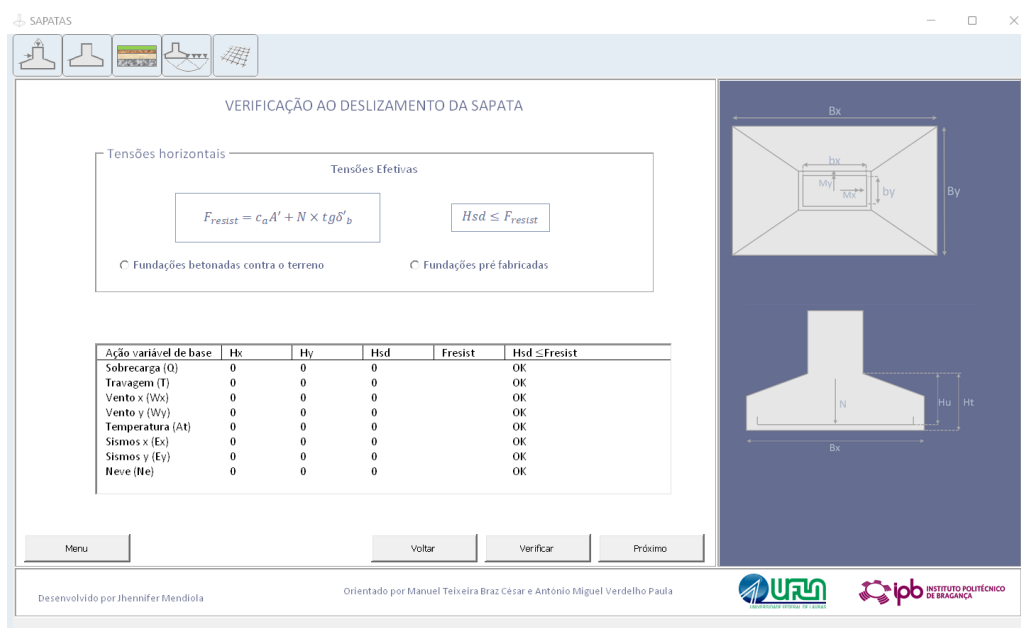 SAPATAS
VERIFICAÇÃO AO DESLIZAMENTO DA SAPATA
Tensões horizontais
Tensões Efetivas
F_resist = c_a A′ + N × tgδ′_b
Hsd ≤ F_resist
Fundações betonadas contra o terreno
Fundações pré fabricadas
Ação variável de base Hx Hy Hsd Fresist Hsd ≤Fresist
Sobrecarga (Q) 0 0 0 OK
Travagem (T) 0 0 0 OK
Vento x (Wx) 0 0 0 OK
Vento y (Wy) 0 0 0 OK
Temperatura (At) 0 0 0 OK
Sismos x (Ex) 0 0 0 OK
Sismos y (Ey) 0 0 0 OK
Neve (Ne) 0 0 0 OK
Menu
Voltar
Verificar
Próximo
Bx
bx
My
Mx
by
By
N
Hu
Ht
Bx
Desenvolvido por Jhennifer Mendiola
Orientado por Manuel Teixeira Braz César e António Miguel Verdelho Paula
UFLA
UNIVERSIDADE FEDERAL DE LAVRAS
ipb
INSTITUTO POLITÉCNICO
DE BRAGANÇA